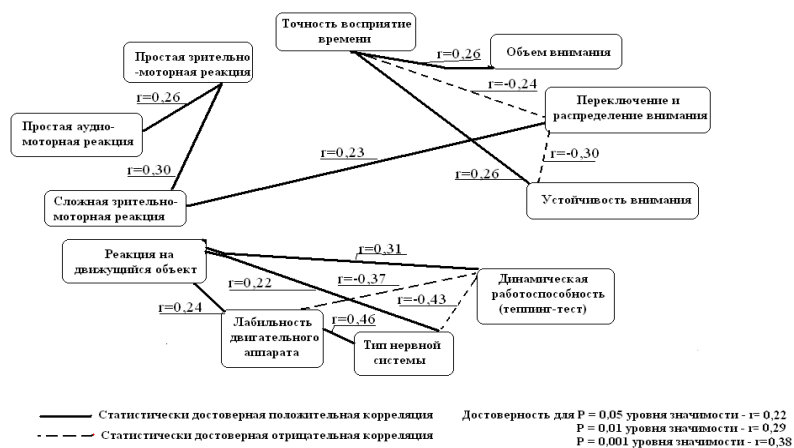 Точность восприятие
времени
Простая зрительно
-моторная реакция
r=0,26
Объем внимания
r=-0,24
r=0,26
Переключение и
распределение внимания
Простая аудио-
моторная реакция
r=0,23
r=-0,30
r=0,30
r=0,26
Сложная зрительно-
моторная реакция
Устойчивость внимания
Реакция на
движущийся объект
r=0,31
r=0,22
r=-0,37
Динамическая
работоспособность
(теппинг-тест)
r=-0,43
r=0,24
Лабильность
двигательного
аппарата
r=0,46
Тип нервной
системы
Статистически достоверная положительная корреляция
Достоверность для P = 0,05 уровня значимости - r= 0,22
P = 0,01 уровня значимости - r= 0,29
Статистически достоверная отрицательная корреляция
P = 0,001 уровня значимости - r=0,38